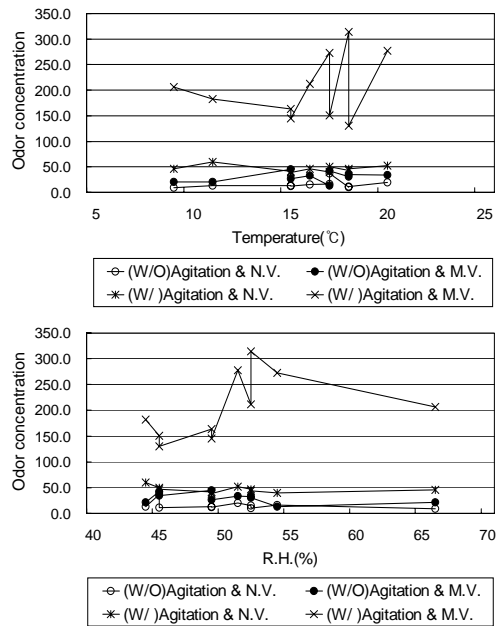 350.0
300.0
250.0
200.0
150.0
100.0
50.0
0.0
Odor concentration
5 10 15 20 25
Temperature(℃)
(W/O)Agitation & N.V. (W/O)Agitation & M.V.
(W/ )Agitation & N.V. (W/ )Agitation & M.V.
350.0
300.0
250.0
200.0
150.0
100.0
50.0
0.0
Odor concentration
40 45 50 55 60 65 70
R.H.(%)
(W/O)Agitation & N.V. (W/O)Agitation & M.V.
(W/ )Agitation & N.V. (W/ )Agitation & M.V.